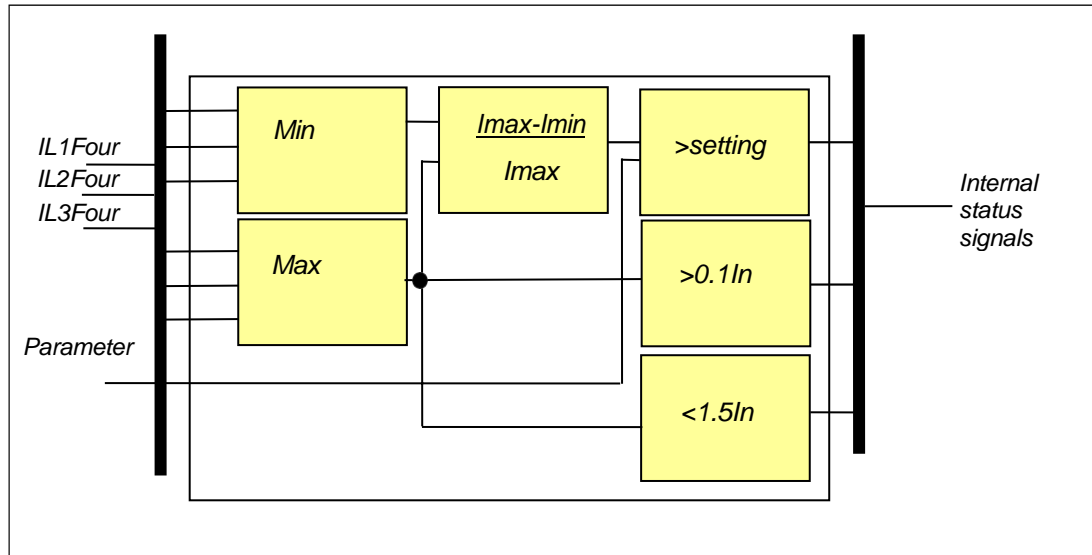 IL1Four
IL2Four
IL3Four
Parameter
Min
Max
Imax-Imin
Imax
>setting
>0.1In
<1.5In
Internal
status
signals